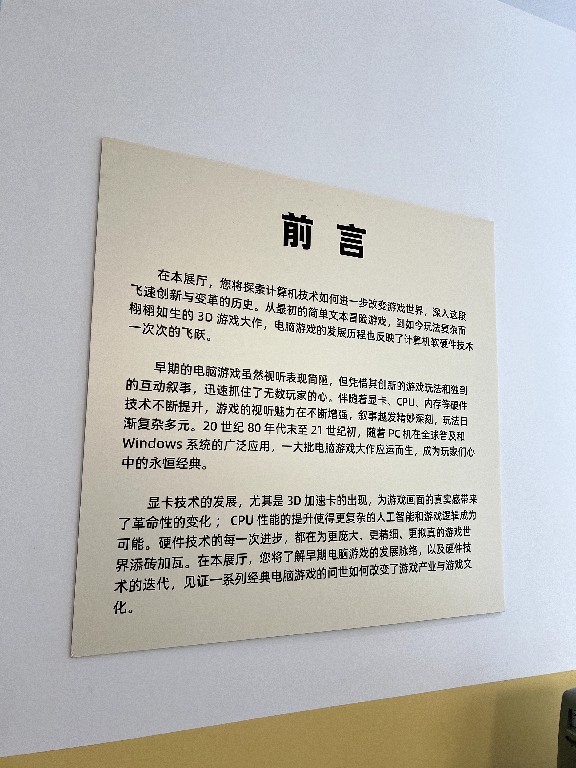 前 言
在本展厅，您将探索计算机技术如何进一步改变游戏世界，深入这段
飞速创新与变革的历史。从最初的简单文本冒险游戏，到如今玩法复杂而
栩栩如生的 3D 游戏大作，电脑游戏的发展历程也反映了计算机软硬件技术
一次次的飞跃。
早期的电脑游戏虽然视听表现简陋，但凭借其创新的游戏玩法和独到
的互动叙事，迅速抓住了无数玩家的心。伴随着显卡、CPU、内存等硬件
技术不断提升，游戏的视听魅力在不断增强，叙事越发精妙深刻，玩法日
渐复杂多元。20 世纪 80 年代末至 21 世纪初，随着 PC 机在全球普及和
Windows 系统的广泛应用，一大批电脑游戏大作应运而生，成为玩家们心
中的永恒经典。
显卡技术的发展，尤其是 3D 加速卡的出现，为游戏画面的真实感带来
了革命性的变化；CPU 性能的提升使得更复杂的人工智能和游戏逻辑成为
可能。硬件技术的每一次进步，都在为更庞大、更精细、更拟真的游戏世
界添砖加瓦。在本展厅，您将了解早期电脑游戏的发展脉络，以及硬件技
术的迭代，见证一系列经典电脑游戏的问世如何改变了游戏产业与游戏文
化。